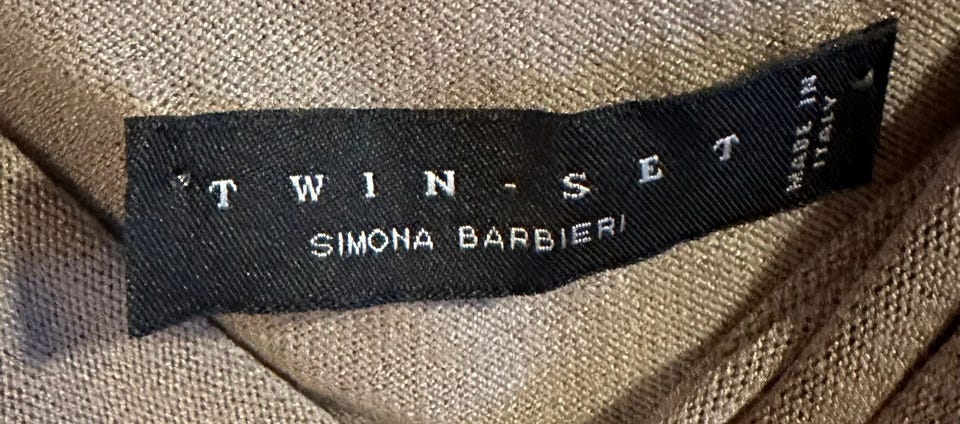 "TWIN-SET
SIMONA BARBIERI
MADE IN
ITALY